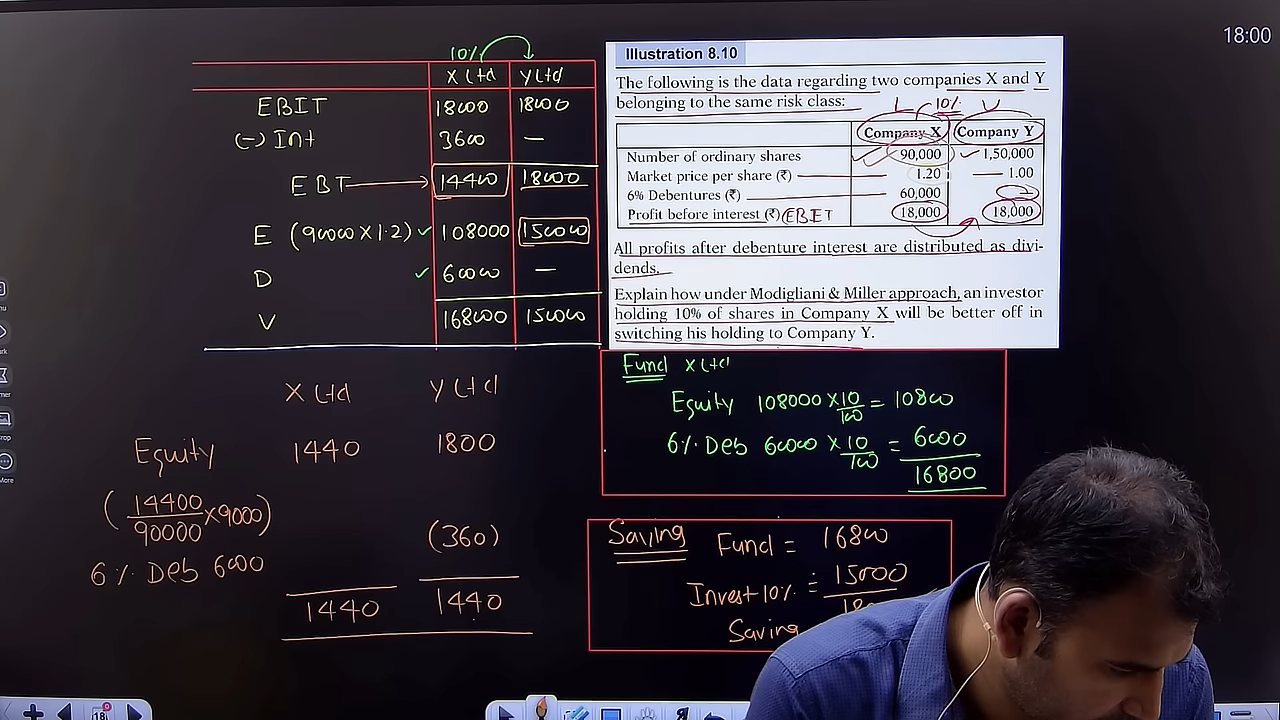 18:00
10%
X Ltd Y Ltd
EBIT 18000 18000
(-) Int 3600 —
EBT 14400 18000
E (90000 X 1.2) 108000 150000
D 60000 —
V 168000 150000
Illustration 8.10
The following is the data regarding two companies X and Y
belonging to the same risk class:
L 10% U
Company X Company Y
Number of ordinary shares 90,000 1,50,000
Market price per share (₹) 1.20 1.00
6% Debentures (₹) 60,000 —
Profit before interest (₹) EBIT 18,000 18,000
All profits after debenture interest are distributed as divi-
dends.
Explain how under Modigliani & Miller approach, an investor
holding 10% of shares in Company X will be better off in
switching his holding to Company Y.
X Ltd Y Ltd
Equity 1440 1800
(14400/90000 X 9000)
(360)
6% Deb 6000
1440 1440
Fund X Ltd
Equity 108000 X 10/100 = 10800
6% Deb 60000 X 10/100 = 6000
16800
Saving Fund = 16800
Invest 10% = 15000
Saving
18